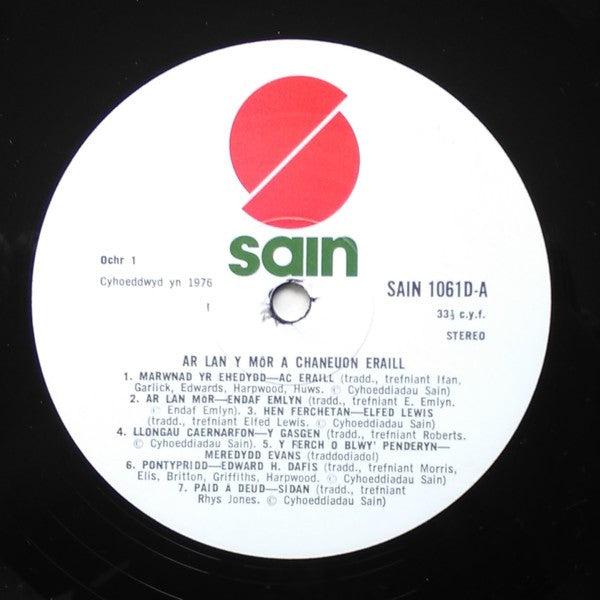 sain
Ochr 1
Cyhoeddwyd yn 1976
SAIN 1061D-A
33⅓ c.y.f.
STEREO
AR LAN Y MÔR A CHANEUON ERAILL
1. MARWNAD YR EHEDYDD—AC ERAILL (tradd., trefniant Ifan,
Garlick, Edwards, Harpwood, Huws. © Cyhoeddiadau Sain)
2. AR LAN MÔR—ENDAF EMLYN (tradd., trefniant E. Emlyn.
© Endaf Emlyn). 3. HEN FERCHETAN—ELFED LEWIS
(tradd., trefniant Elfed Lewis. © Cyhoeddiadau Sain)
4. LLONGAU CAERNARFON—Y GASGEN (tradd., trefniant Roberts.
© Cyhoeddiadau Sain). 5. Y FERCH O BLWY' PENDERYN—
MEREDYDD EVANS (traddodiadol)
6. PONTYPRIDD—EDWARD H. DAFIS (tradd., trefniant Morris,
Elis, Britton, Griffiths, Harpwood. © Cyhoeddiadau Sain)
7. PAID Â DEUD—SIDAN (tradd., trefniant
Rhys Jones. © Cyhoeddiadau Sain)